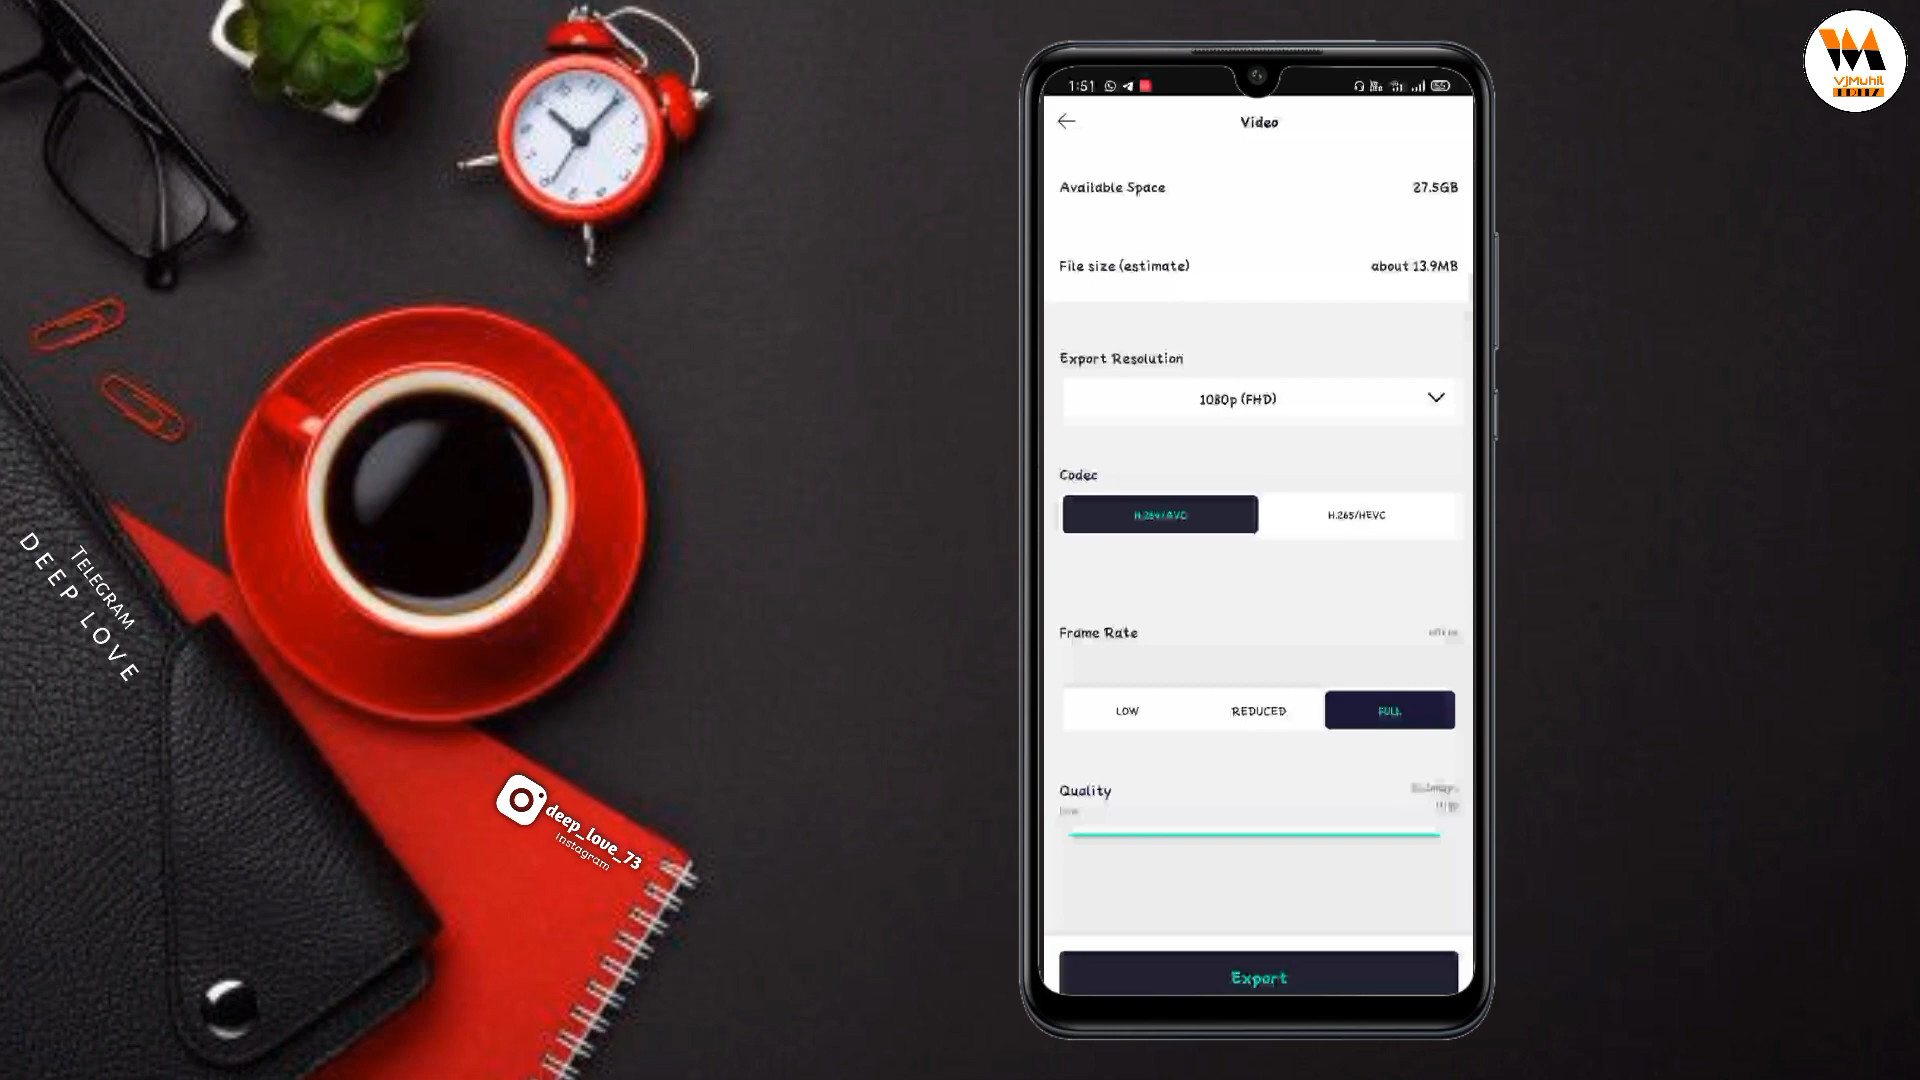 VjMuhil
EDITZ
1:51
Video
Available Space
27.5GB
File size (estimate)
about 13.9MB
Export Resolution
1080p (FHD)
Codec
H.264/AVC
H.265/HEVC
Frame Rate
LOW
REDUCED
FULL
Quality
Export
TELEGRAM
DEEP LOVE
deep_love_73
Instagram